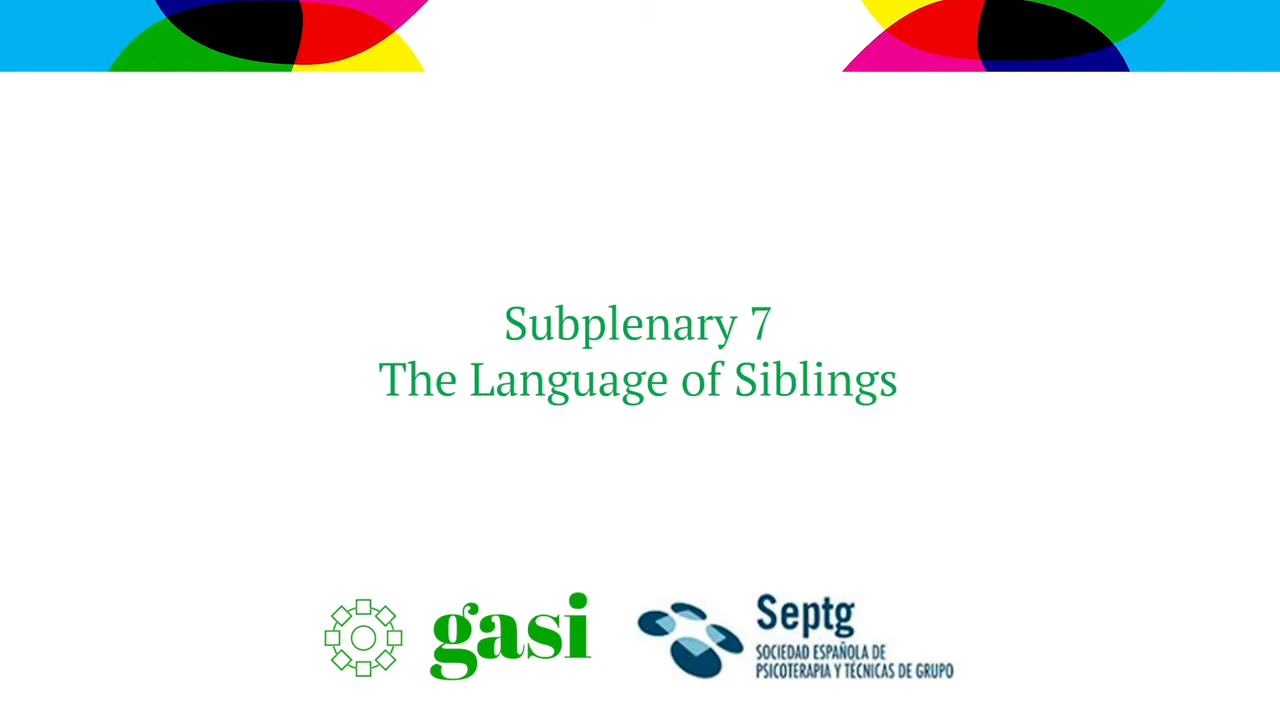 Subplenary 7
The Language of Siblings
gasi
Septg
SOCIEDAD ESPAÑOLA DE
PSICOTERAPIA Y TÉCNICAS DE GRUPO